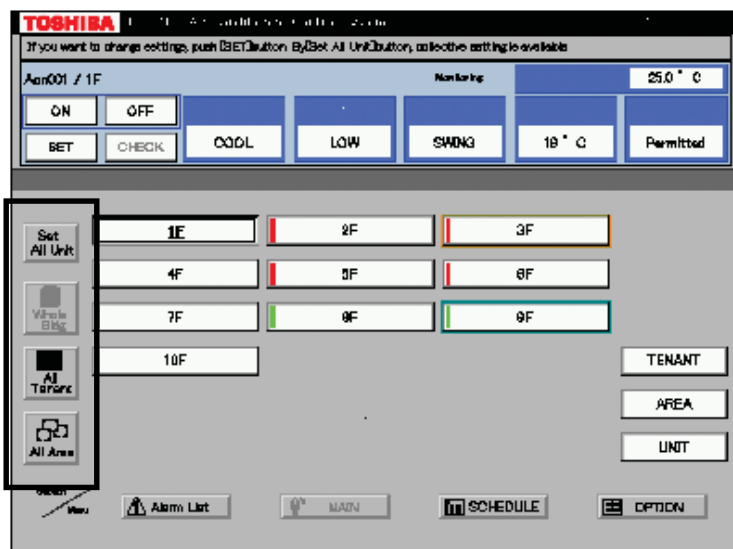 TOSHIBA
If you want to change settings, push [SET]button. By[Set All Unit]button, collective setting is available
Acn001 / 1F Monitoring 25.0 ° C
ON OFF
SET CHECK COOL LOW SWING 19 ° C Permitted
Set All Unit
1F 2F 3F
4F 5F 6F
Whole Bldg
7F 8F 9F
All Tenant
10F TENANT
AREA
All Area
UNIT
Menu Alarm List MAIN SCHEDULE OPTION